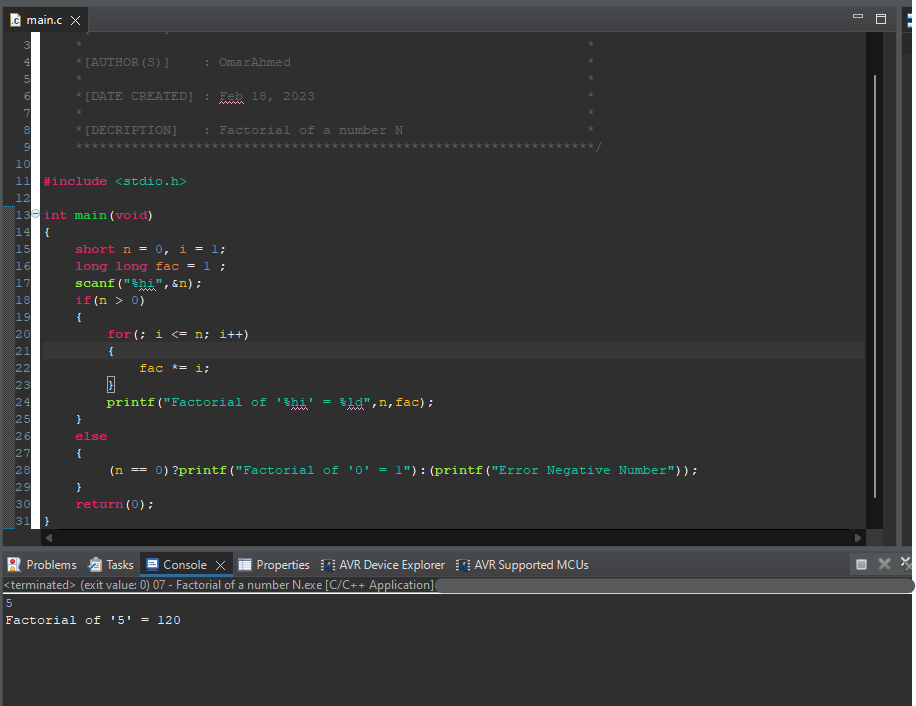 main.c
3 * *
4 *[AUTHOR(S)] : OmarAhmed *
5 * *
6 *[DATE CREATED] : Feb 18, 2023 *
7 * *
8 *[DECRIPTION] : Factorial of a number N *
9 *****************************************************************/
10
11 #include <stdio.h>
12
13 int main(void)
14 {
15 short n = 0, i = 1;
16 long long fac = 1 ;
17 scanf("%hi",&n);
18 if(n > 0)
19 {
20 for(; i <= n; i++)
21 {
22 fac *= i;
23 }
24 printf("Factorial of '%hi' = %ld",n,fac);
25 }
26 else
27 {
28 (n == 0)?printf("Factorial of '0' = 1"):(printf("Error Negative Number"));
29 }
30 return(0);
31 }
Problems Tasks Console Properties AVR Device Explorer AVR Supported MCUs
<terminated> (exit value: 0) 07 - Factorial of a number N.exe [C/C++ Application]
5
Factorial of '5' = 120